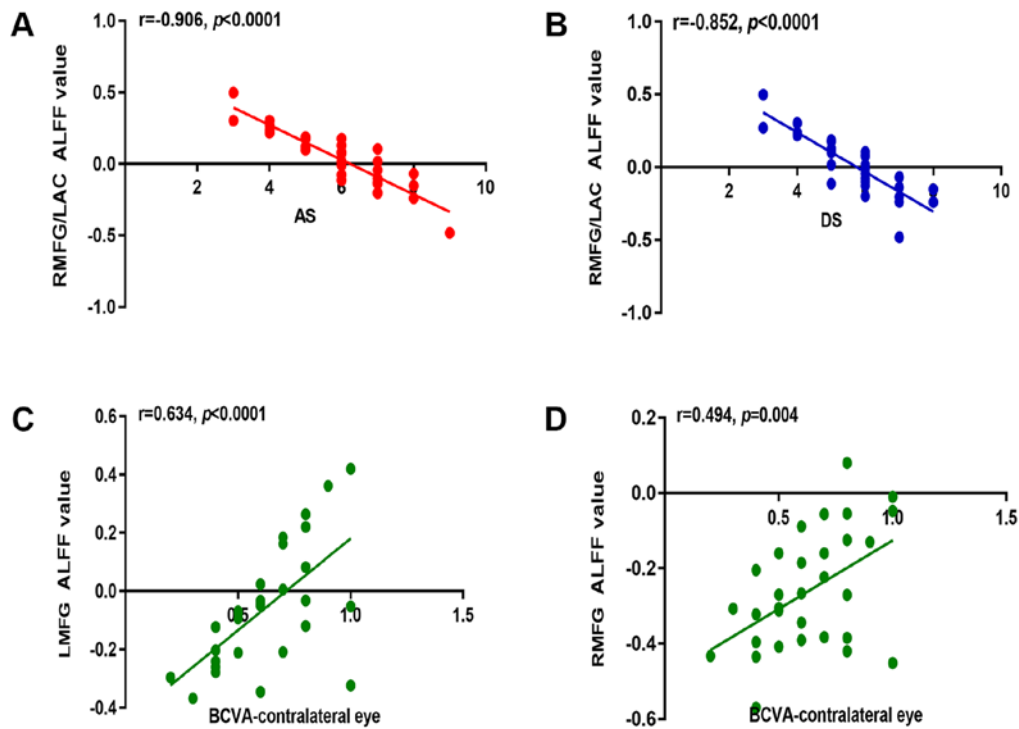 A
r=-0.906, p<0.0001
RMFG/LAC ALFF value
1.0
0.5
0.0
-0.5
-1.0
2
4
6
8
10
AS
B
r=-0.852, p<0.0001
RMFG/LAC ALFF value
1.0
0.5
0.0
-0.5
-1.0
2
4
6
8
10
DS
C
r=0.634, p<0.0001
LMFG ALFF value
0.6
0.4
0.2
0.0
-0.2
-0.4
0.5
1.0
1.5
BCVA-contralateral eye
D
r=0.494, p=0.004
RMFG ALFF value
0.2
0.0
-0.2
-0.4
-0.6
0.5
1.0
1.5
BCVA-contralateral eye